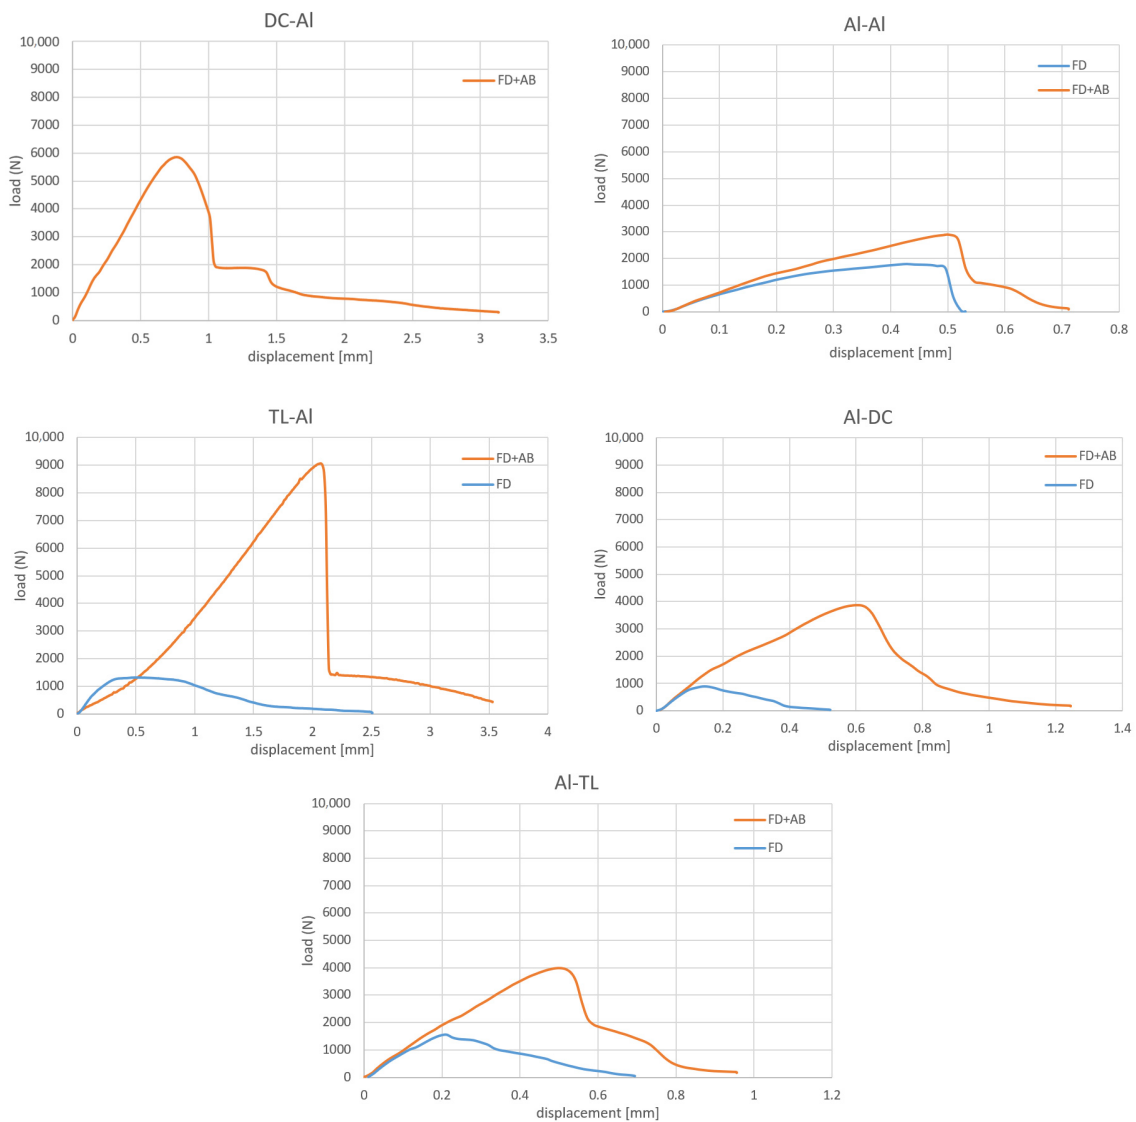 DC-Al
10,000
9000
8000
7000
6000
5000
4000
3000
2000
1000
0
load (N)
FD+AB
0 0.5 1 1.5 2 2.5 3 3.5
displacement [mm]
Al-Al
10,000
9000
8000
7000
6000
5000
4000
3000
2000
1000
0
load (N)
FD
FD+AB
0 0.1 0.2 0.3 0.4 0.5 0.6 0.7 0.8
displacement [mm]
TL-Al
10,000
9000
8000
7000
6000
5000
4000
3000
2000
1000
0
load (N)
FD+AB
FD
0 0.5 1 1.5 2 2.5 3 3.5 4
displacement [mm]
Al-DC
10,000
9000
8000
7000
6000
5000
4000
3000
2000
1000
0
load (N)
FD+AB
FD
0 0.2 0.4 0.6 0.8 1 1.2 1.4
displacement [mm]
Al-TL
10,000
9000
8000
7000
6000
5000
4000
3000
2000
1000
0
load (N)
FD+AB
FD
0 0.2 0.4 0.6 0.8 1 1.2
displacement [mm]